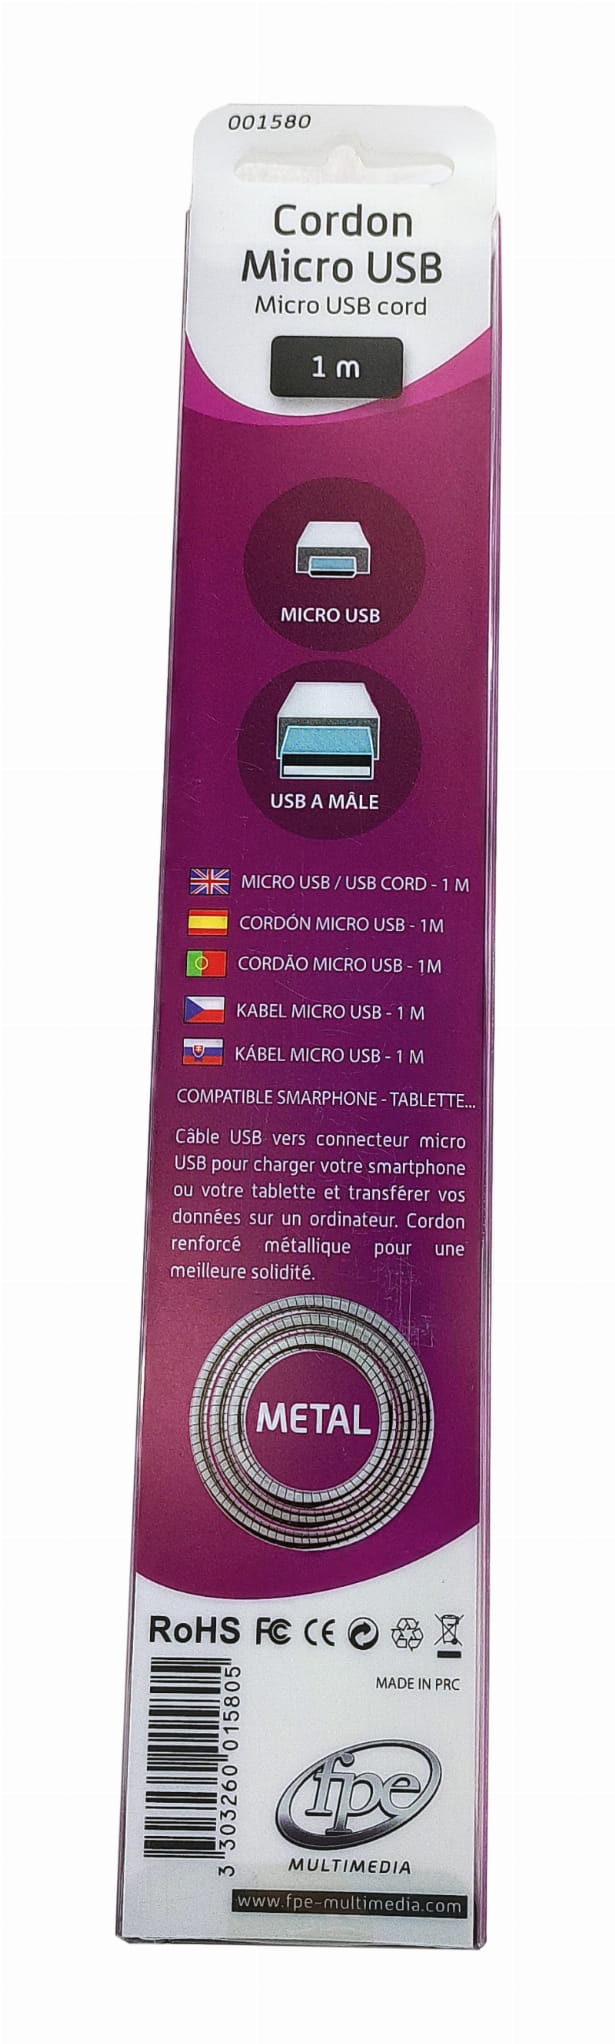 001580
Cordon
Micro USB
Micro USB cord
1 m
MICRO USB
USB A MÂLE
MICRO USB / USB CORD - 1 M
CORDÓN MICRO USB - 1M
CORDÃO MICRO USB - 1M
KABEL MICRO USB - 1 M
KÁBEL MICRO USB - 1 M
COMPATIBLE SMARPHONE - TABLETTE...
Câble USB vers connecteur micro
USB pour charger votre smartphone
ou votre tablette et transférer vos
données sur un ordinateur. Cordon
renforcé métallique pour une
meilleure solidité.
METAL
RoHS FC CE
MADE IN PRC
3 303260 015805
fpe
MULTIMEDIA
www.fpe-multimedia.com